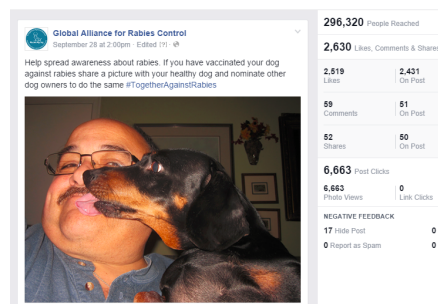 Global Alliance for Rabies Control
September 28 at 2:00pm · Edited [?] ·
Help spread awareness about rabies. If you have vaccinated your dog
against rabies share a picture with your healthy dog and nominate other
dog owners to do the same #TogetherAgainstRabies
296,320 People Reached
2,630 Likes, Comments & Shares
2,519 2,431
Likes On Post
59 51
Comments On Post
52 50
Shares On Post
6,663 Post Clicks
6,663 0
Photo Views Link Clicks
NEGATIVE FEEDBACK
17 Hide Post 0
0 Report as Spam 0